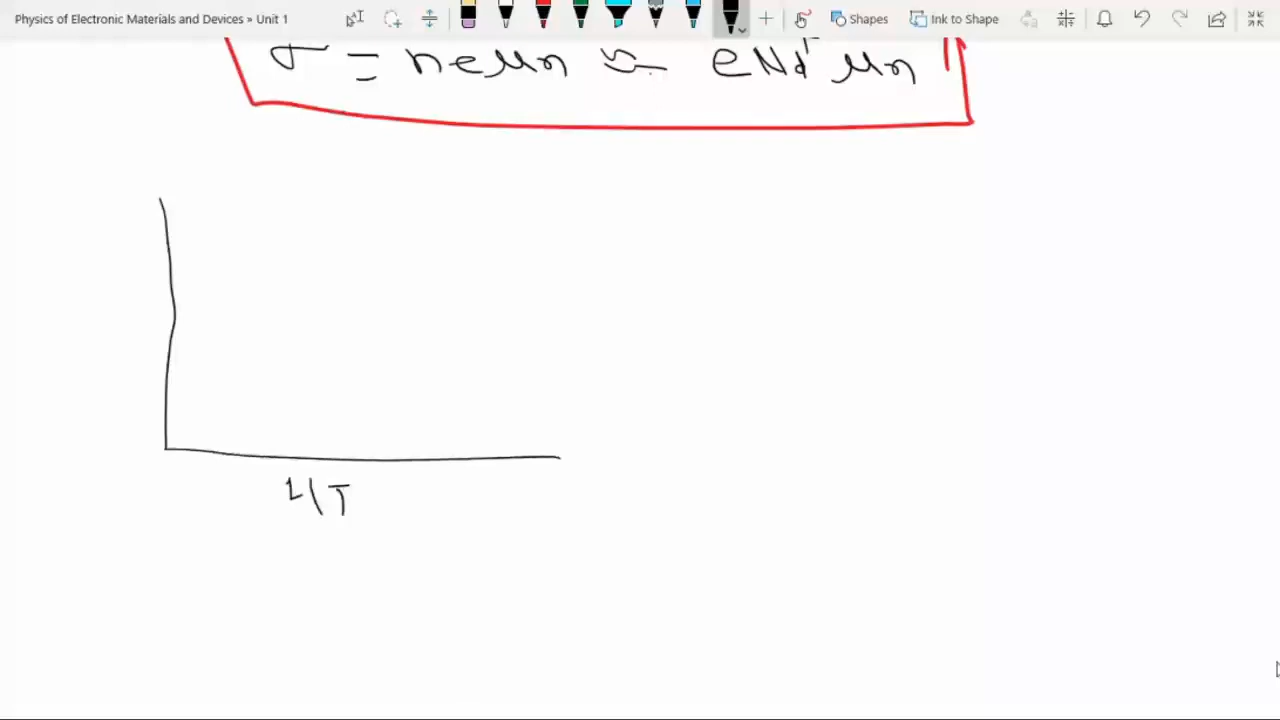 Physics of Electronic Materials and Devices » Unit 1
Shapes
Ink to Shape
σ = neμn ≈ eNd⁺ μn
1/T